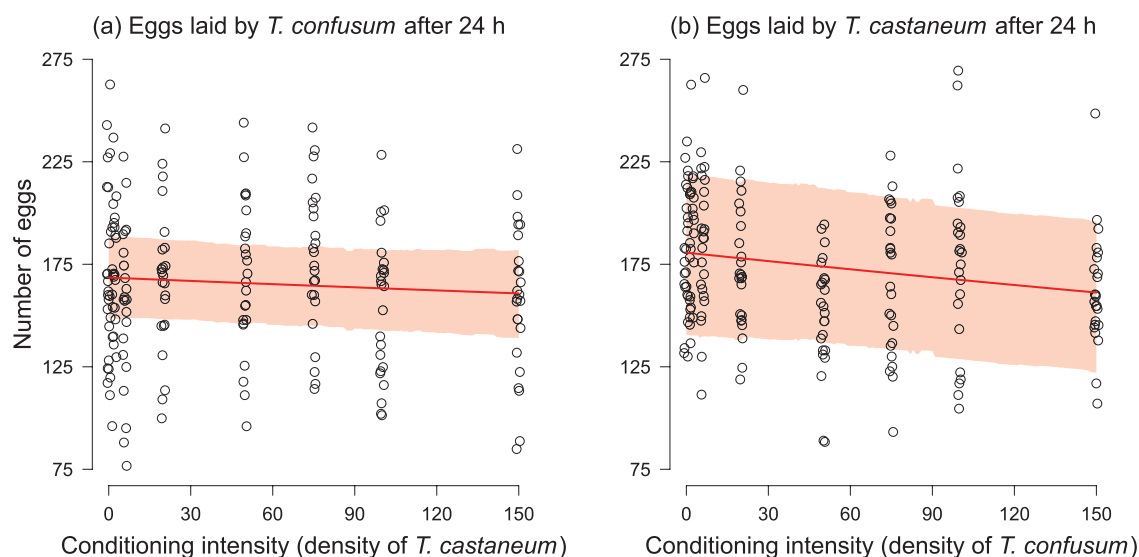 (a) Eggs laid by T. confusum after 24 h
(b) Eggs laid by T. castaneum after 24 h
Number of eggs
275
225
175
125
75
0 30 60 90 120 150
Conditioning intensity (density of T. castaneum)
275
225
175
125
75
0 30 60 90 120 150
Conditioning intensity (density of T. confusum)